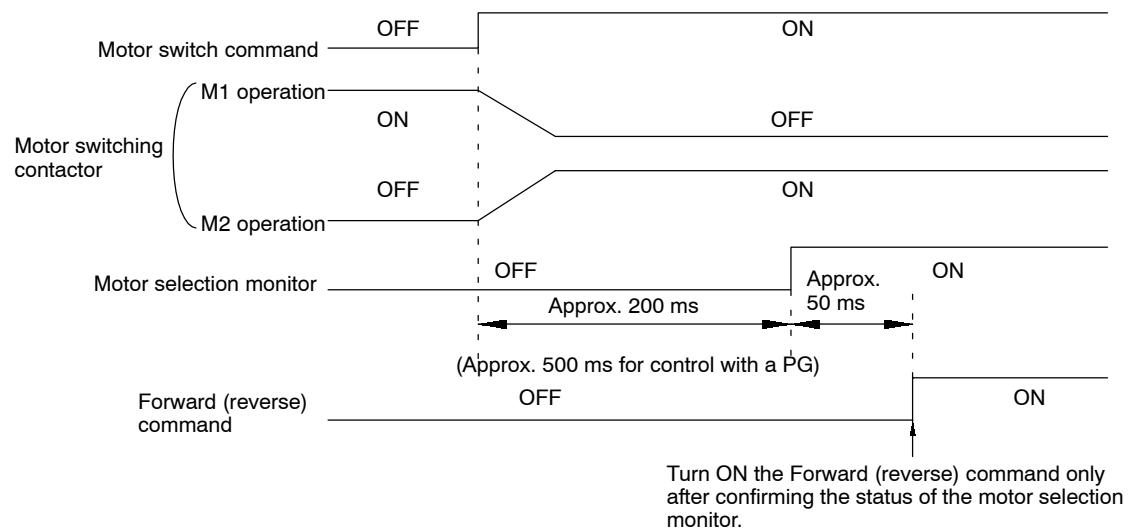 OFF
ON
Motor switch command
M1 operation
ON
OFF
Motor switching
contactor
OFF
ON
M2 operation
OFF
ON
Motor selection monitor
Approx.
50 ms
Approx. 200 ms
(Approx. 500 ms for control with a PG)
OFF
ON
Forward (reverse)
command
Turn ON the Forward (reverse) command only
after confirming the status of the motor selection
monitor.